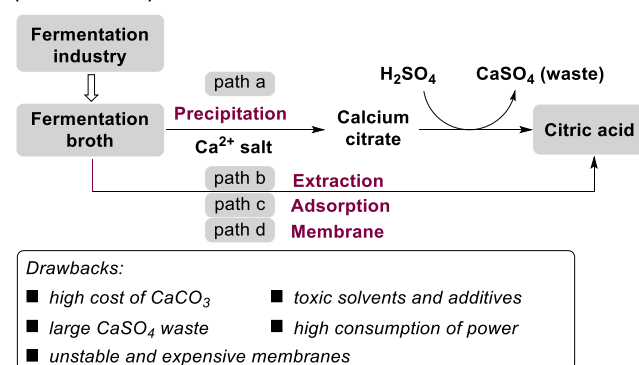 Fermentation
industry
path a
H₂SO₄
CaSO₄ (waste)
Precipitation
Fermentation
broth
Ca²⁺ salt
Calcium
citrate
Citric acid
path b
Extraction
path c
Adsorption
path d
Membrane
Drawbacks:
■ high cost of CaCO₃
■ toxic solvents and additives
■ large CaSO₄ waste
■ high consumption of power
■ unstable and expensive membranes